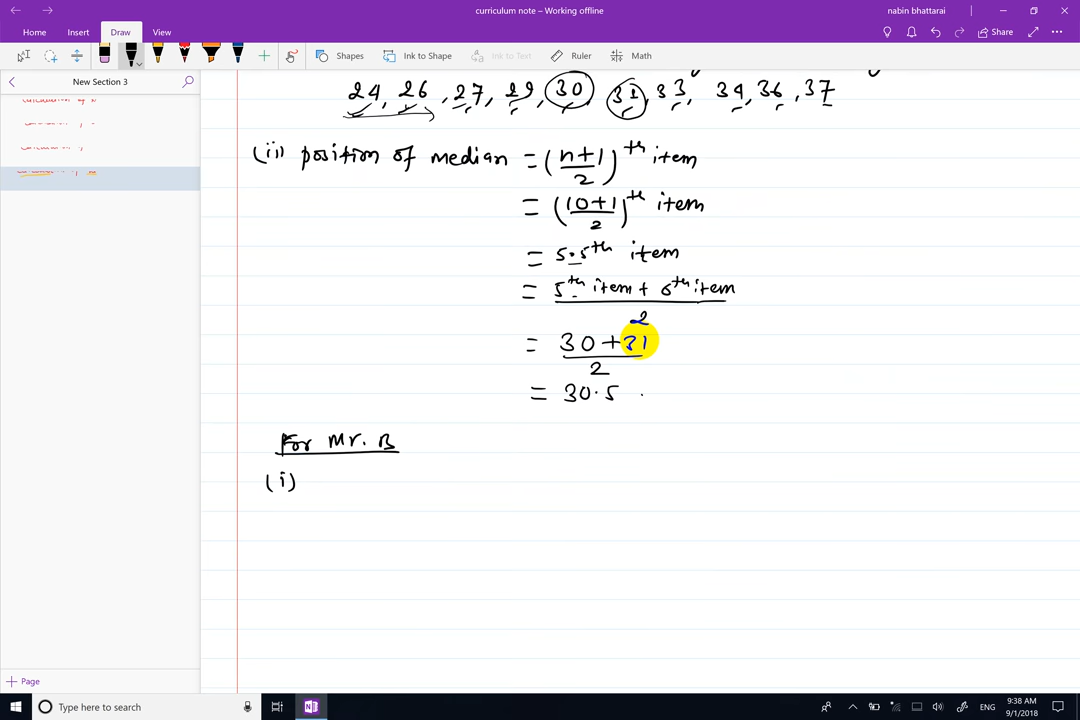 curriculum note – Working offline
nabin bhattarai
Home Insert Draw View
Share
Ink to Shape
Shapes
Ink to Text
Ruler
Math
New Section 3
24, 26, 27, 29, 30, 31, 33, 34, 36, 37
(ii) position of median = (n+1/2)th item
= (10+1/2)th item
= 5.5th item
= 5th item + 6th item
2
= 30+31
2
= 30.5
For Mr. B
(i)
+ Page
Type here to search
ENG
9:38 AM
9/1/2018